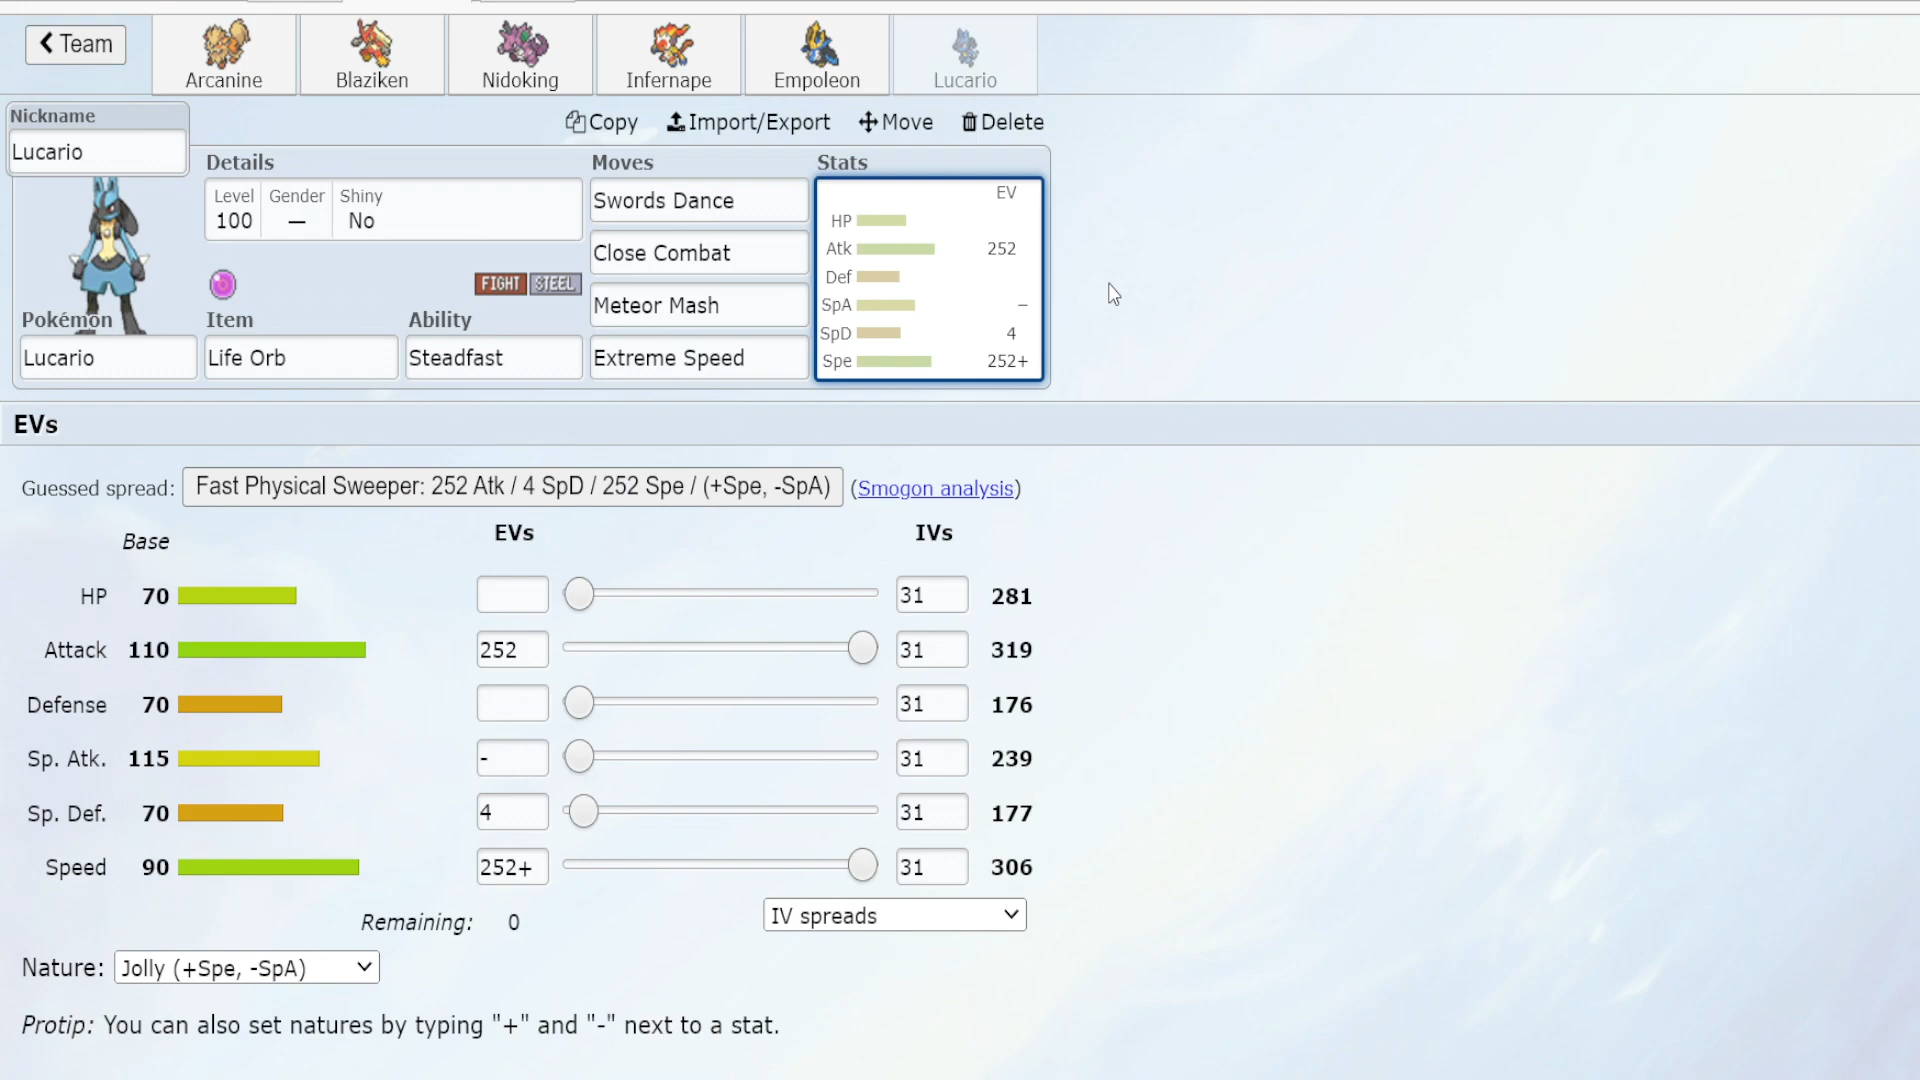 Team
Arcanine
Blaziken
Nidoking
Infernape
Empoleon
Lucario
Nickname
Lucario
Copy
Import/Export
Move
Delete
Details
Moves
Stats
Level
100
Gender
—
Shiny
No
FIGHT
STEEL
Pokémon
Lucario
Item
Life Orb
Ability
Steadfast
Swords Dance
Close Combat
Meteor Mash
Extreme Speed
EV
HP
Atk 252
Def
SpA –
SpD 4
Spe 252+
EVs
Guessed spread: Fast Physical Sweeper: 252 Atk / 4 SpD / 252 Spe / (+Spe, -SpA) (Smogon analysis)
Base EVs IVs
HP 70 31 281
Attack 110 252 31 319
Defense 70 31 176
Sp. Atk. 115 - 31 239
Sp. Def. 70 4 31 177
Speed 90 252+ 31 306
Remaining: 0
IV spreads
Nature: Jolly (+Spe, -SpA)
Protip: You can also set natures by typing "+" and "-" next to a stat.